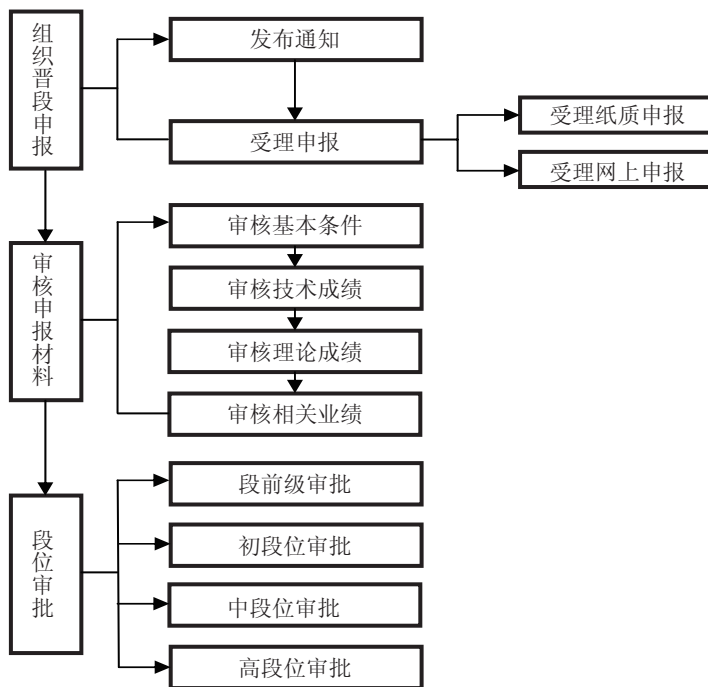 组织晋段申报
发布通知
受理申报
受理纸质申报
受理网上申报
审核申报材料
审核基本条件
审核技术成绩
审核理论成绩
审核相关业绩
段位审批
段前级审批
初段位审批
中段位审批
高段位审批